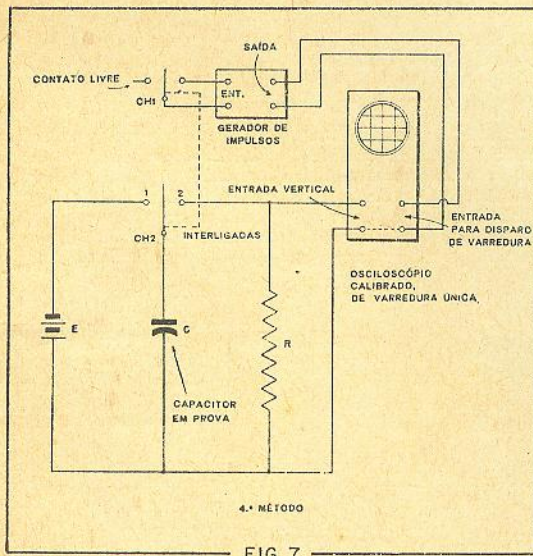 SAÍDA
CONTATO LIVRE
CH1
ENT.
GERADOR DE
IMPULSOS
1
2
ENTRADA VERTICAL
ENTRADA
PARA DISPARO
DE VARREDURA
CH2
INTERLIGADAS
OSCILOSCÓPIO
CALIBRADO,
DE VARREDURA ÚNICA
E
C
R
CAPACITOR
EM PROVA
4.º MÉTODO
FIG. 7